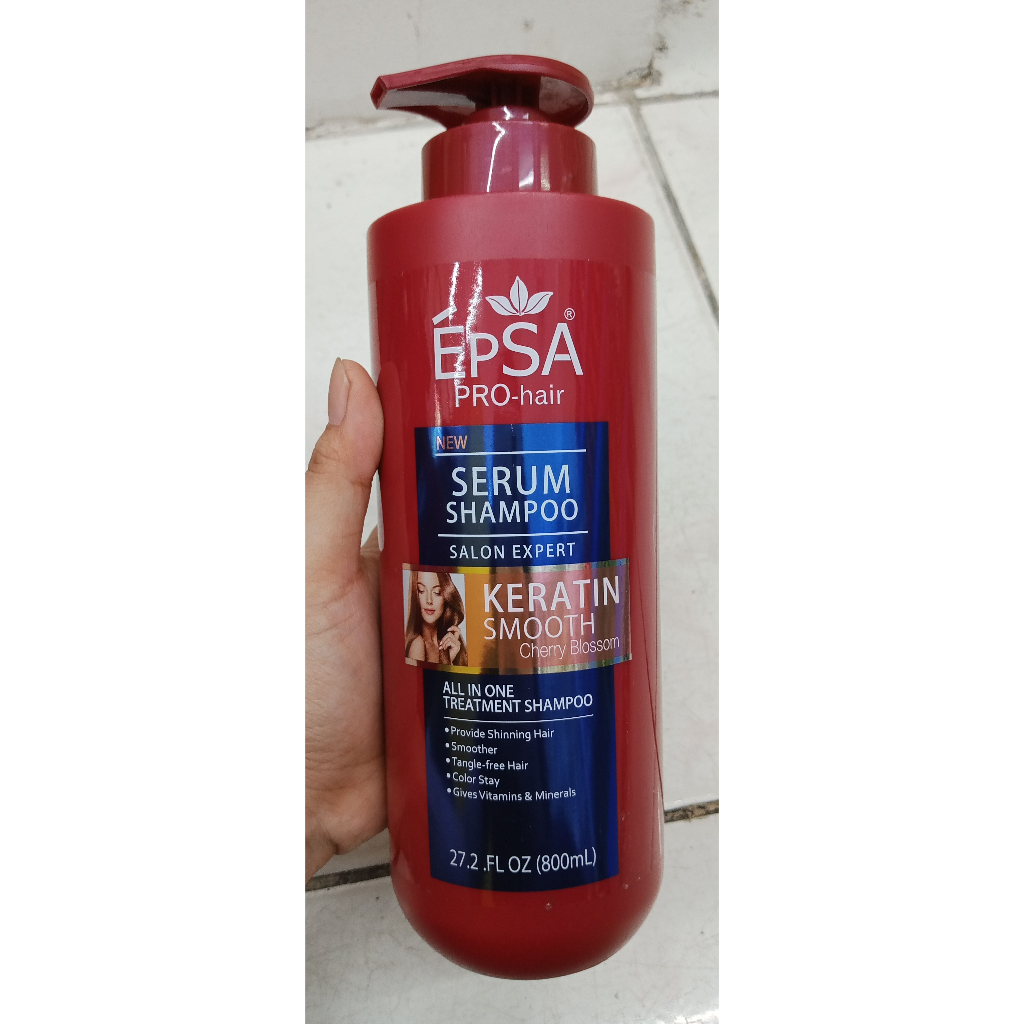 ÉPSA®
PRO-hair
NEW
SERUM
SHAMPOO
SALON EXPERT
KERATIN
SMOOTH
Cherry Blossom
ALL IN ONE
TREATMENT SHAMPOO
• Provide Shinning Hair
• Smoother
• Tangle-free Hair
• Color Stay
• Gives Vitamins & Minerals
27.2 .FL OZ (800mL)